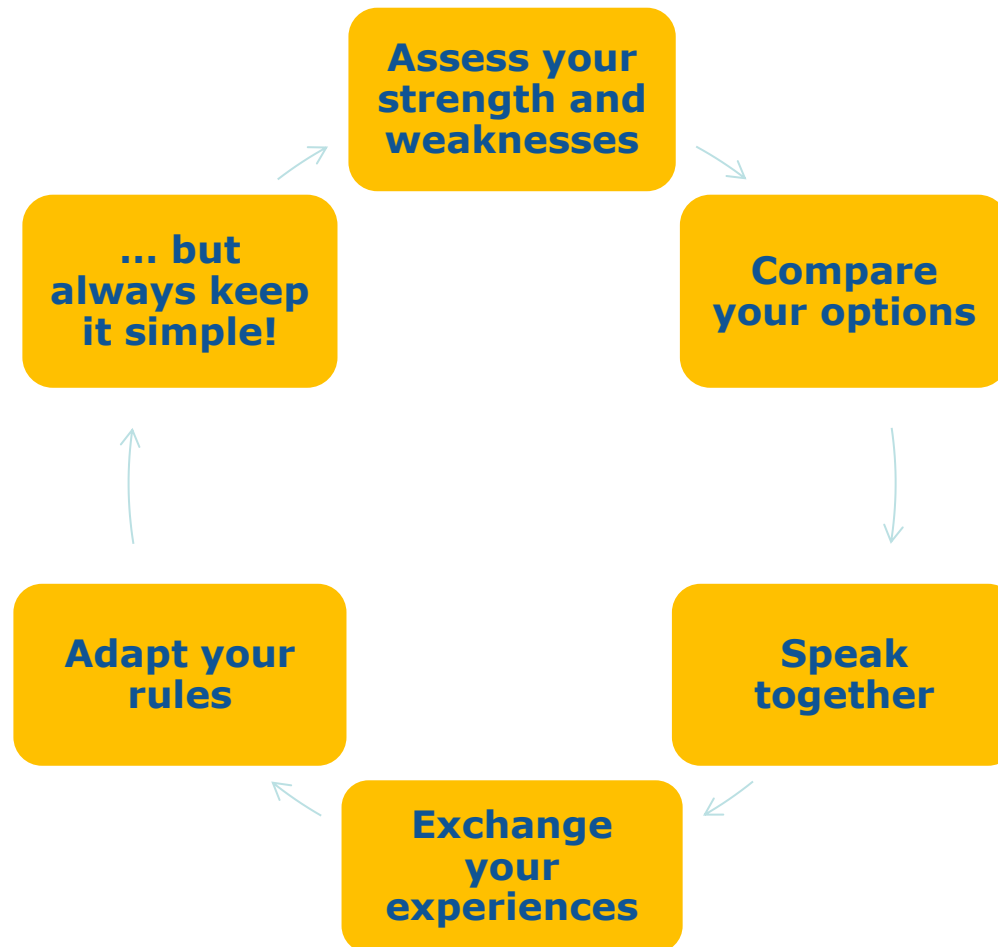 Assess your
strength and
weaknesses
Compare
your options
Speak
together
Exchange
your
experiences
Adapt your
rules
... but
always keep
it simple!